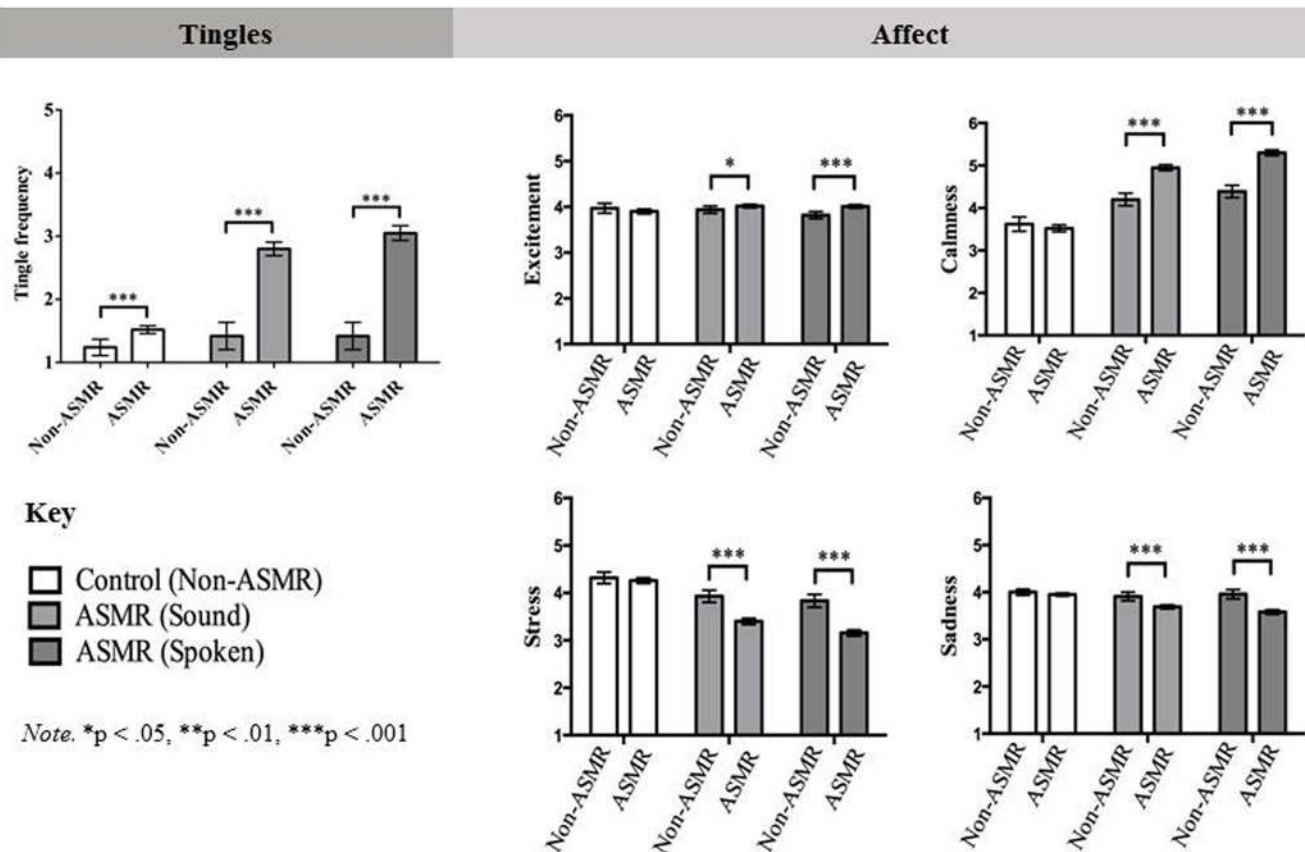 Tingles
Affect
Tingle frequency
5
4
3
2
1
***
***
***
Non-ASMR
ASMR
Non-ASMR
ASMR
Non-ASMR
ASMR
Excitement
6
5
4
3
2
1
*
***
Non-ASMR
ASMR
Non-ASMR
ASMR
Non-ASMR
ASMR
Calmness
6
5
4
3
2
1
***
***
Non-ASMR
ASMR
Non-ASMR
ASMR
Non-ASMR
ASMR
Key
Control (Non-ASMR)
ASMR (Sound)
ASMR (Spoken)
Note. *p < .05, **p < .01, ***p < .001
Stress
6
5
4
3
2
1
***
***
Non-ASMR
ASMR
Non-ASMR
ASMR
Non-ASMR
ASMR
Sadness
6
5
4
3
2
1
***
***
Non-ASMR
ASMR
Non-ASMR
ASMR
Non-ASMR
ASMR